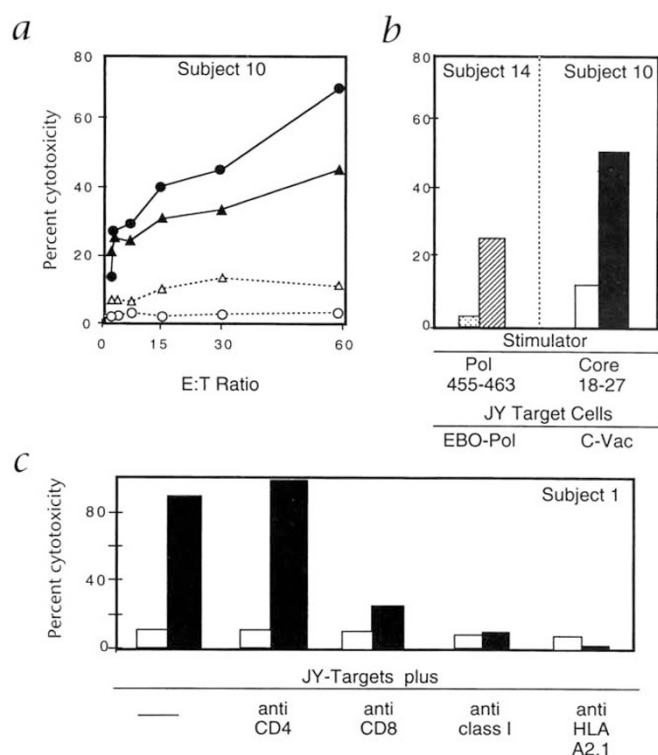 a
Subject 10
Percent cytotoxicity
80
60
40
20
0
0 15 30 45 60
E:T Ratio
b
80
60
40
20
0
Subject 14 Subject 10
Stimulator
Pol Core
455-463 18-27
JY Target Cells
EBO-Pol C-Vac
c
Subject 1
Percent cytotoxicity
80
40
0
JY-Targets plus
anti anti anti anti
CD4 CD8 class I HLA
A2.1